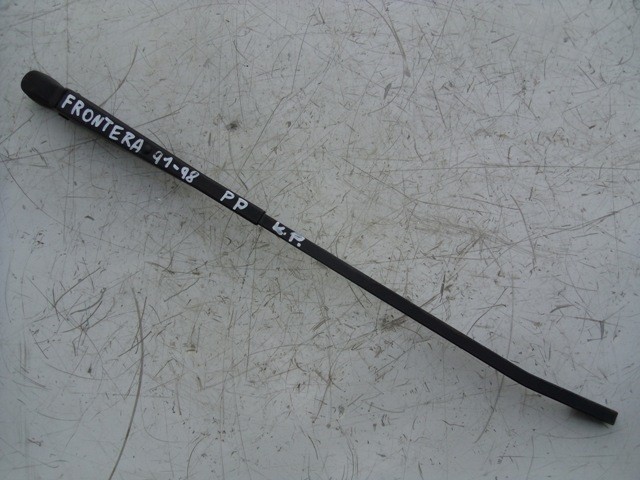 FRONTERA 91-98 PP K.P.